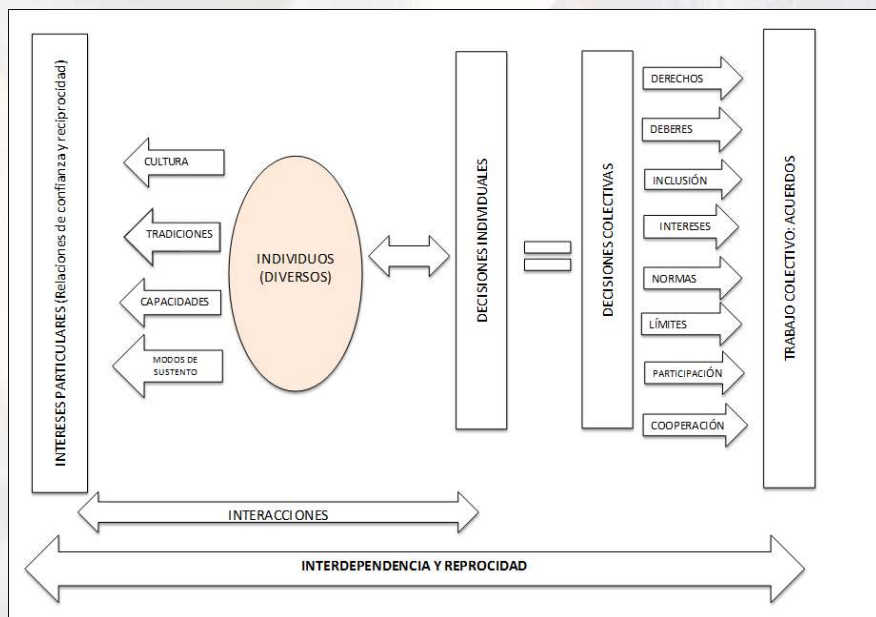 INTERESES PARTICULARES (Relaciones de confianza y reciprocidad)
CULTURA
TRADICIONES
CAPACIDADES
MODOS DE
SUSTENTO
INDIVIDUOS
(DIVERSOS)
DECISIONES INDIVIDUALES
DECISIONES COLECTIVAS
DERECHOS
DEBERES
INCLUSIÓN
INTERESES
NORMAS
LÍMITES
PARTICIPACIÓN
COOPERACIÓN
TRABAJO COLECTIVO: ACUERDOS
INTERACCIONES
INTERDEPENDENCIA Y REPROCIDAD